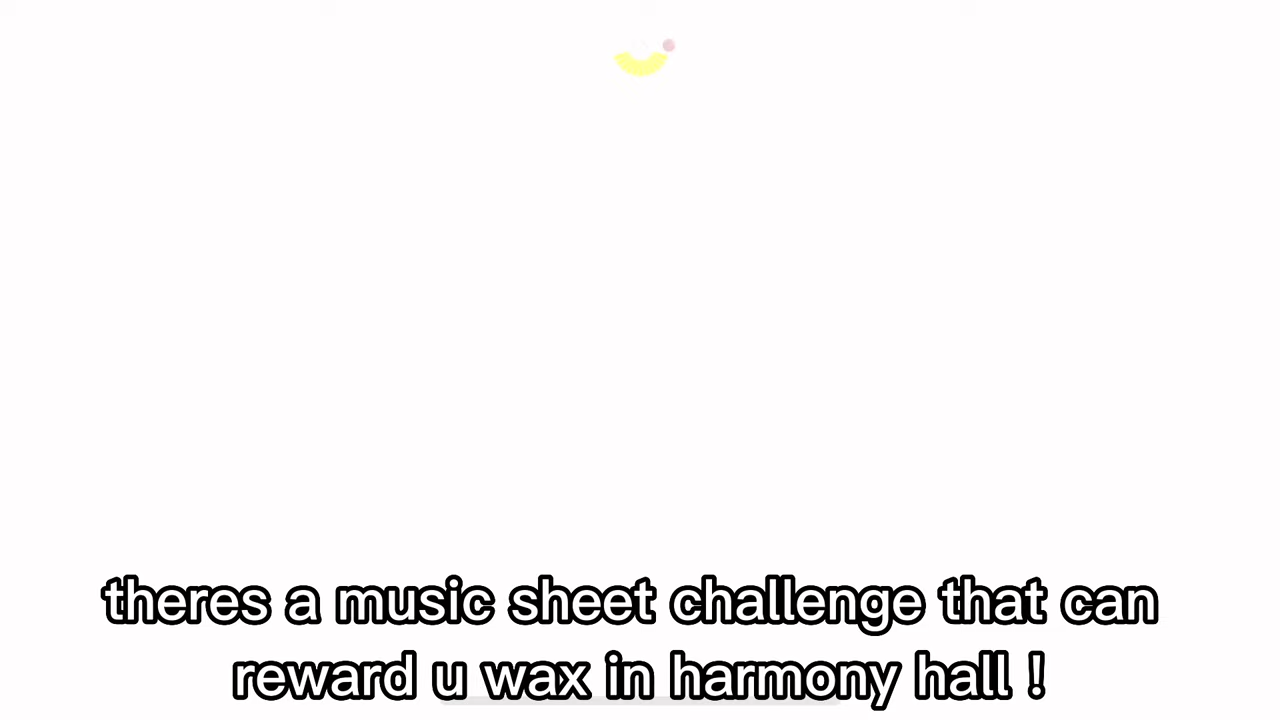 theres a music sheet challenge that can
reward u wax in harmony hall !